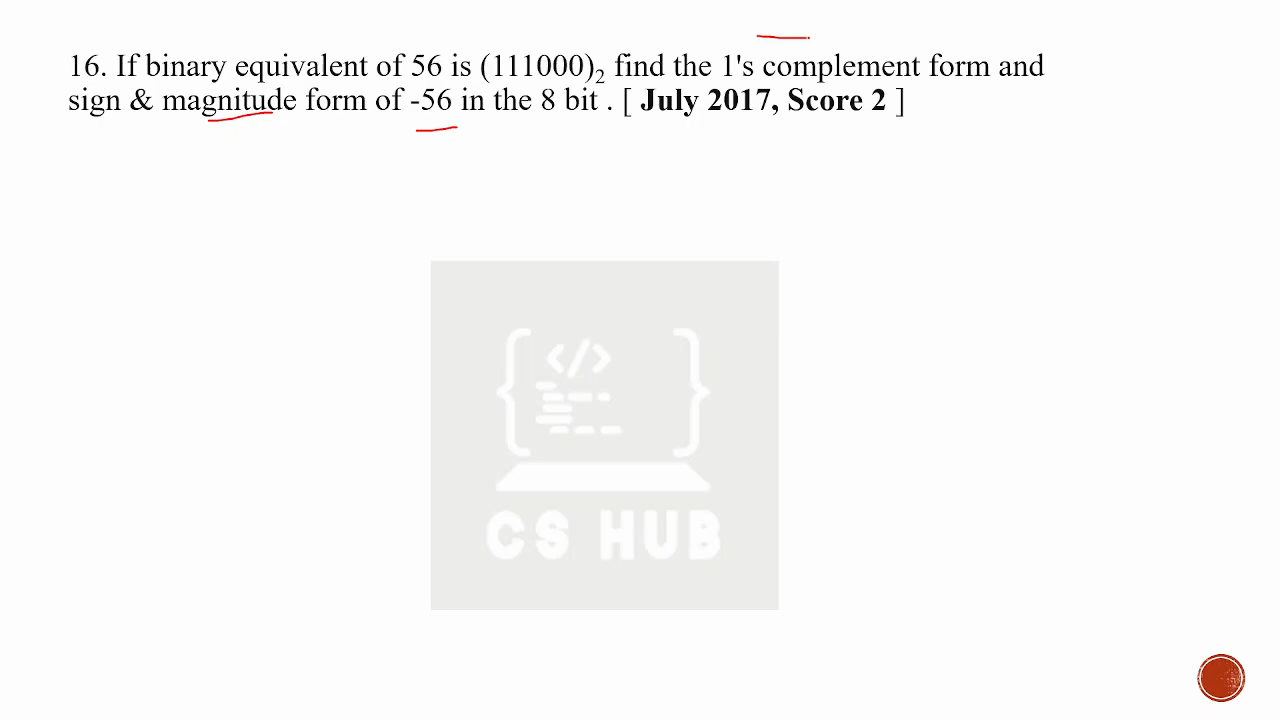 16. If binary equivalent of 56 is (111000)₂ find the 1's complement form and
sign & magnitude form of -56 in the 8 bit . [ July 2017, Score 2 ]
</>
CS HUB